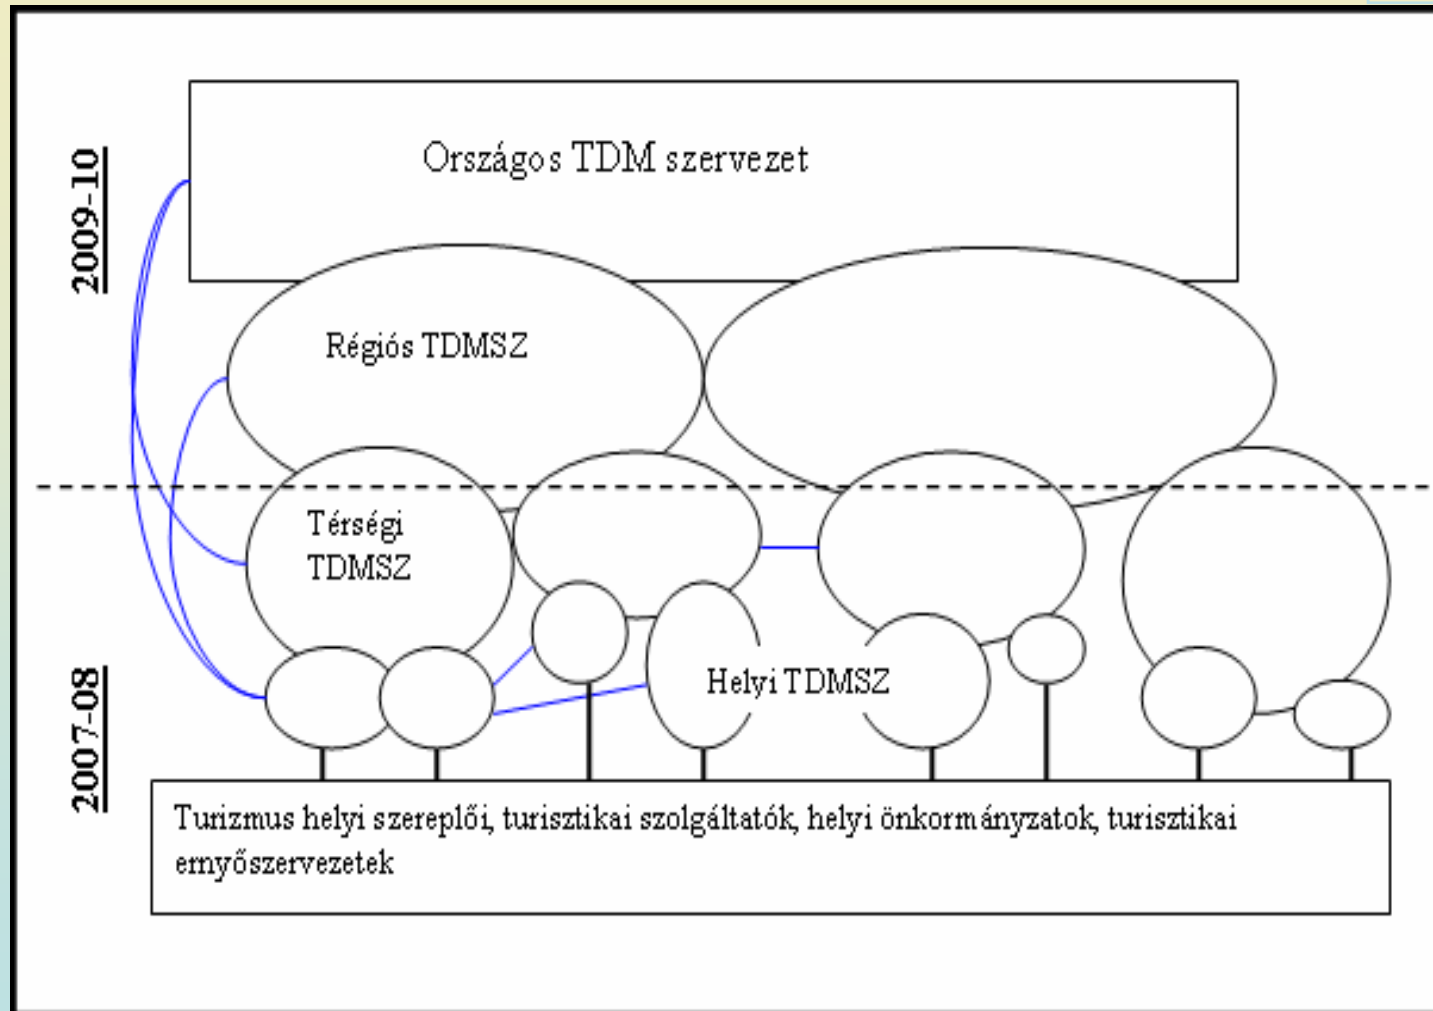 2009-10
Országos TDM szervezet
Régiós TDMSZ
Térségi
TDMSZ
Helyi TDMSZ
2007-08
Turizmus helyi szereplői, turisztikai szolgáltatók, helyi önkormányzatok, turisztikai
ernyőszervezetek